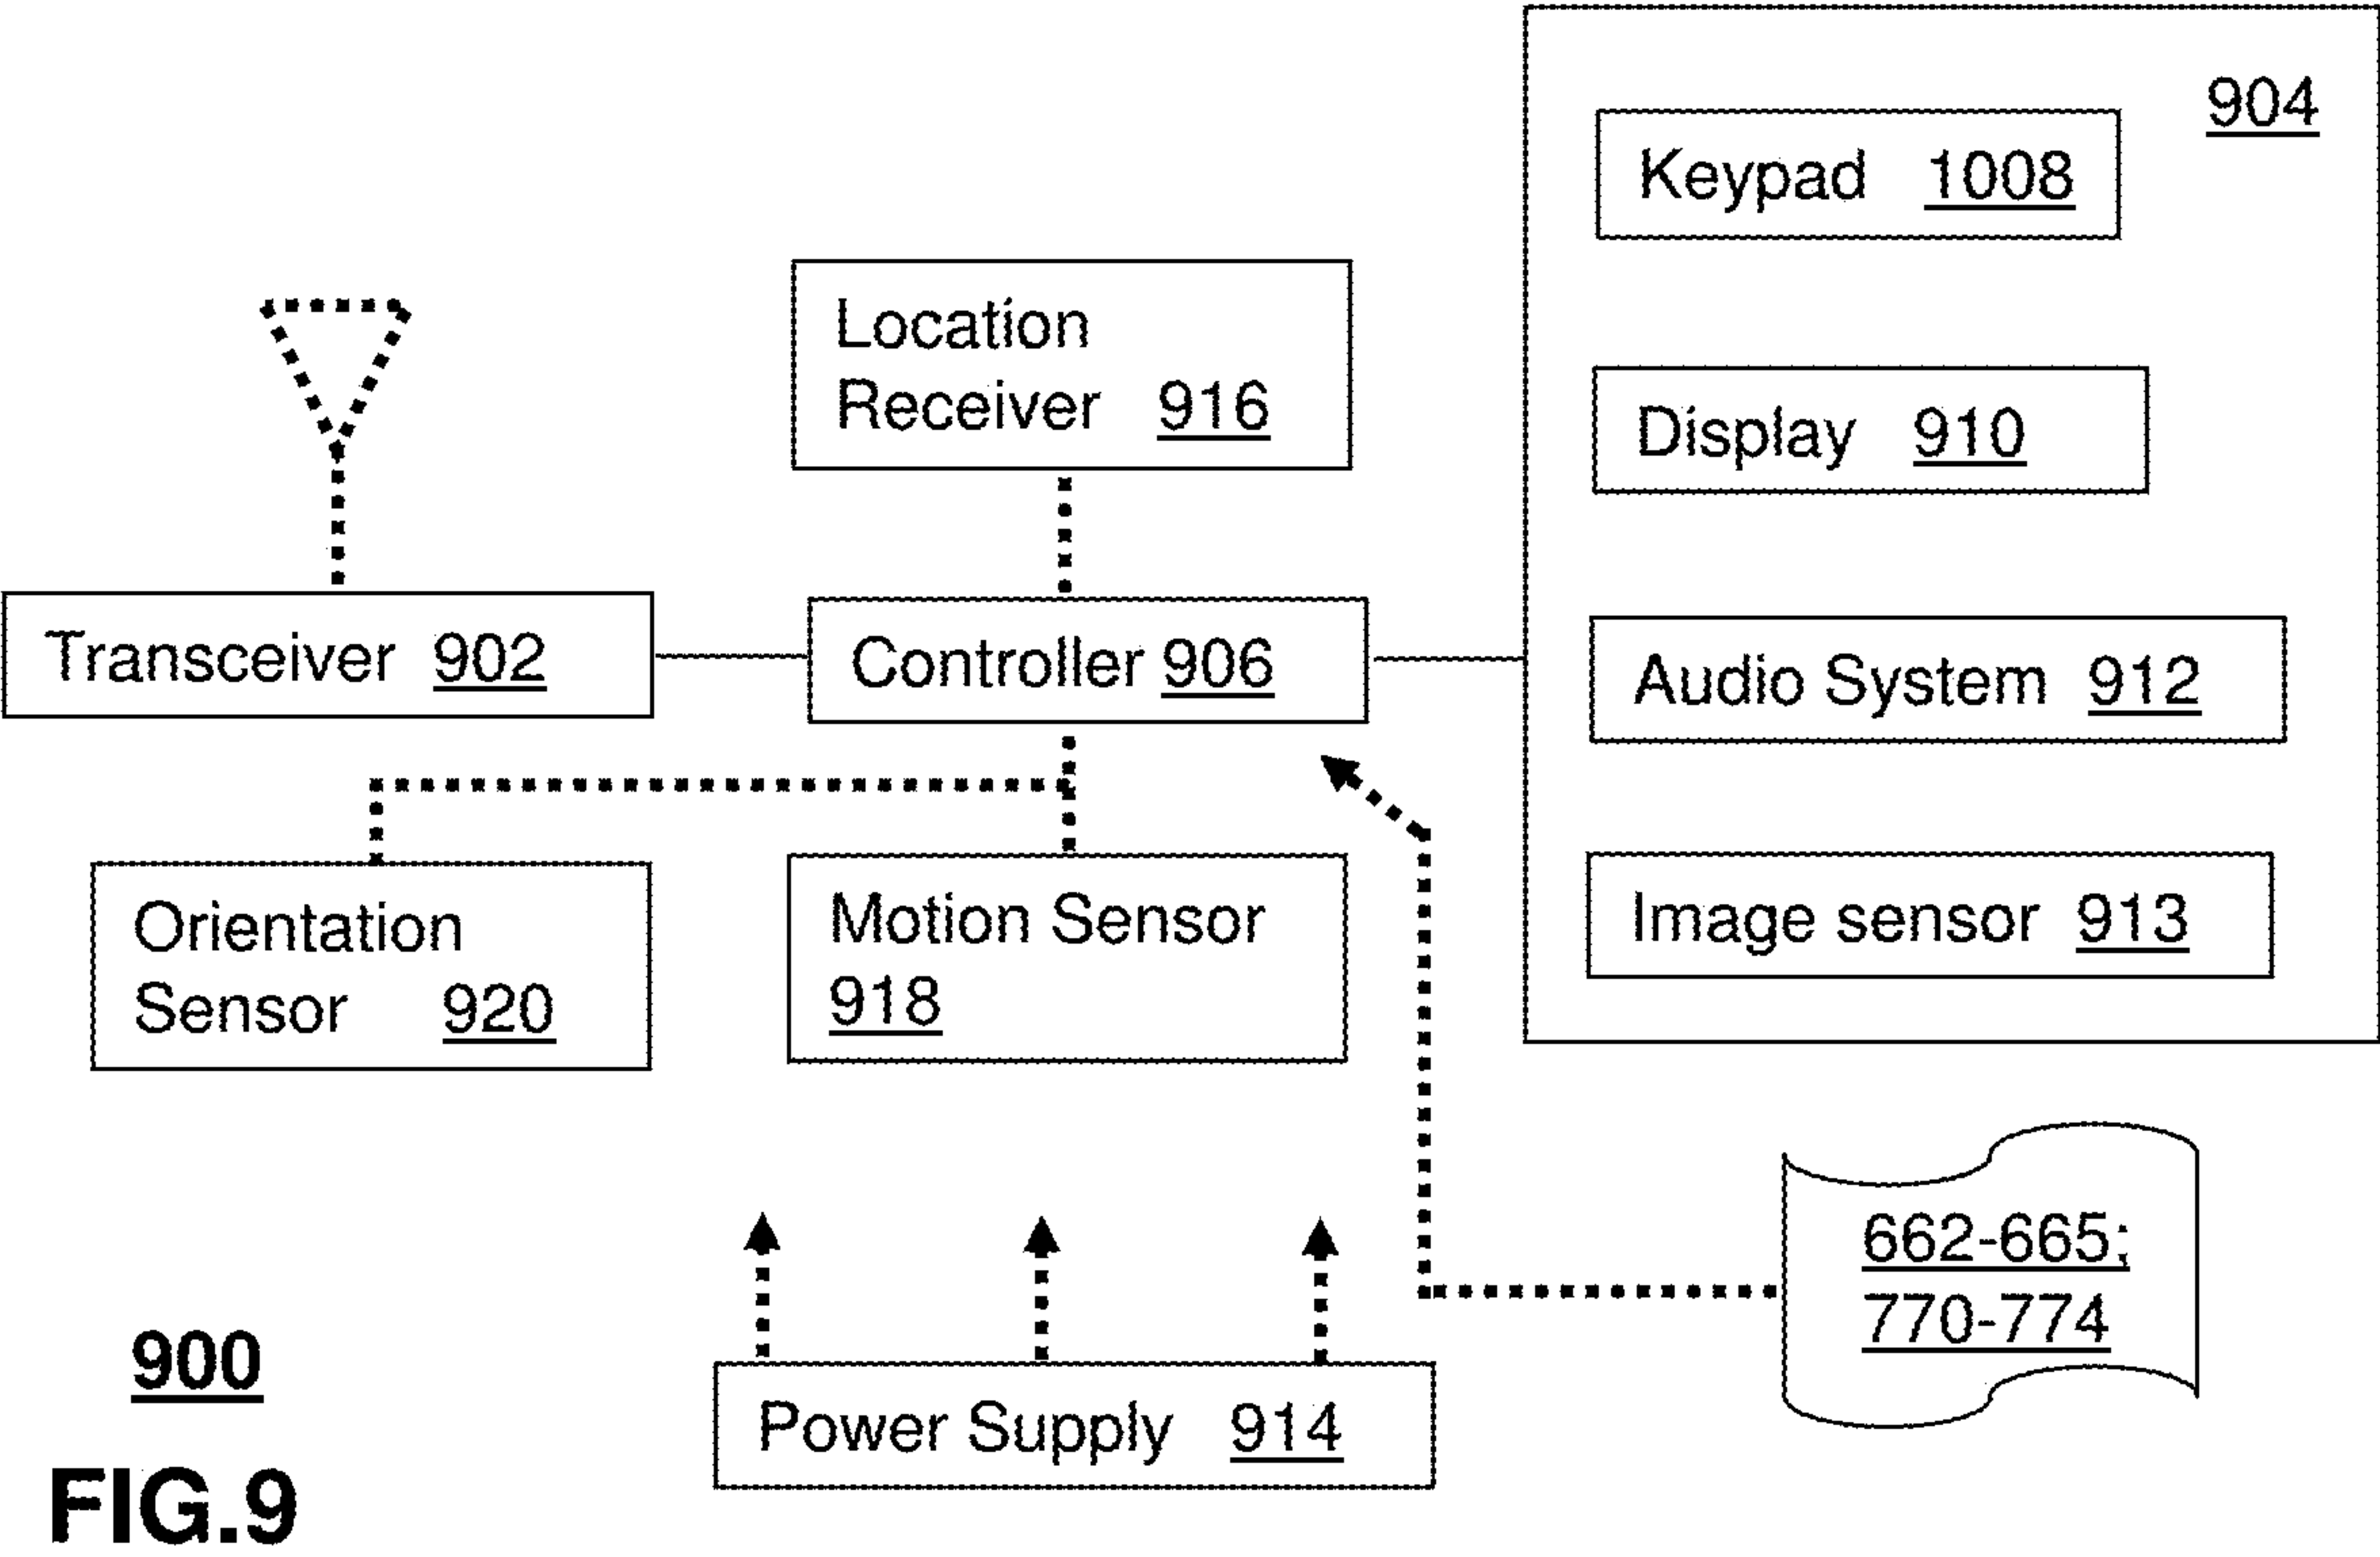 904
Keypad 1008
Location
Receiver 916
Display 910
Transceiver 902
Controller 906
Audio System 912
Orientation
Sensor 920
Motion Sensor
918
Image sensor 913
662-665;
770-774
Power Supply 914
900
FIG.9